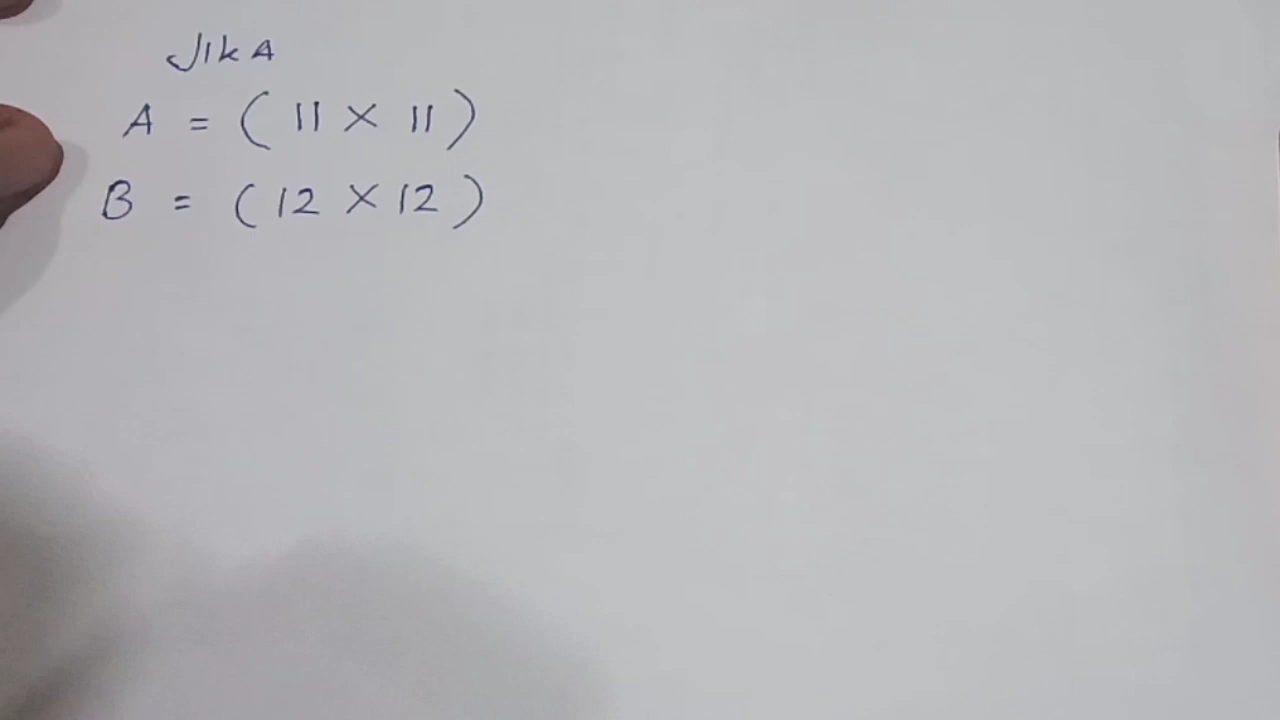 JIKA
A = ( 11 X 11 )
B = ( 12 X 12 )